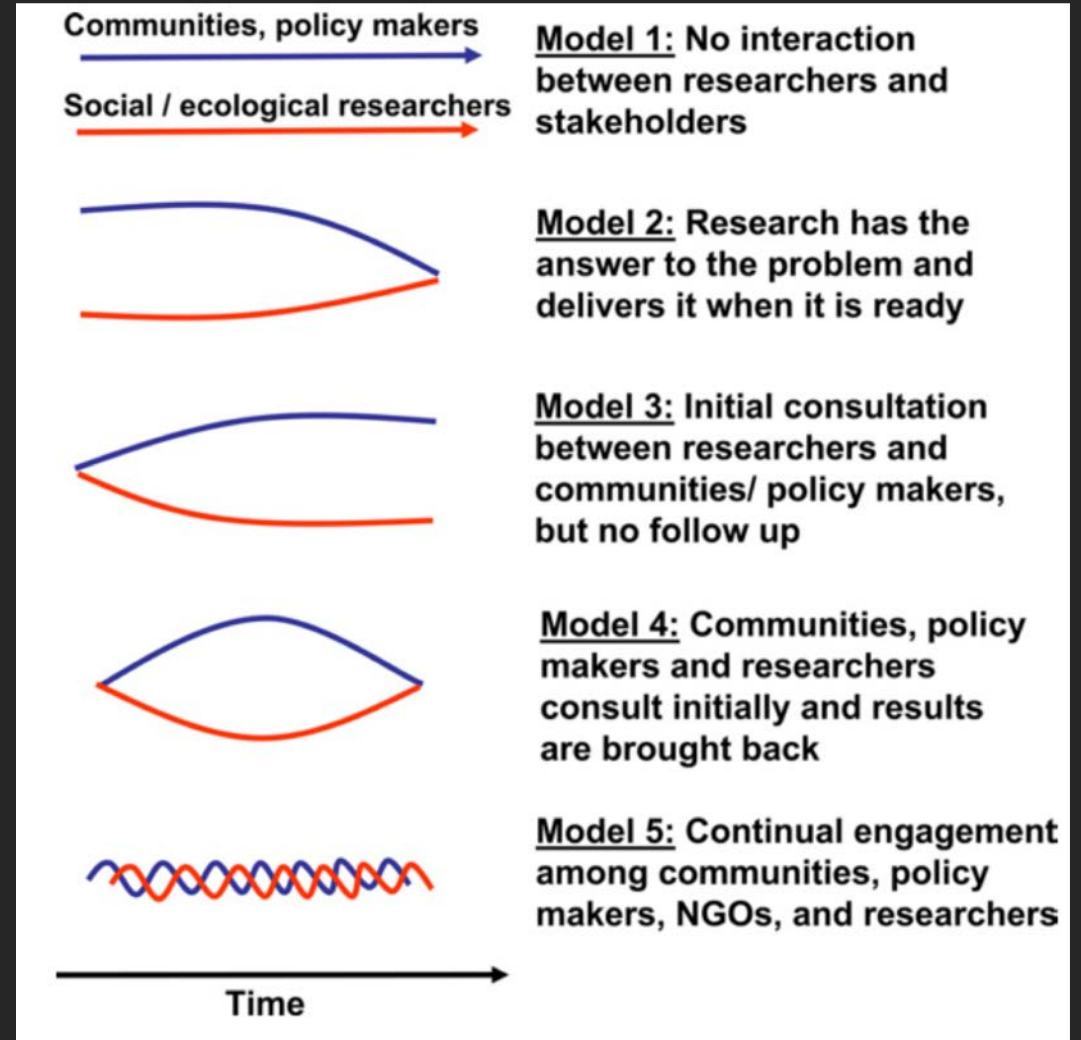 Communities, policy makers
Social / ecological researchers
Model 1: No interaction
between researchers and
stakeholders
Model 2: Research has the
answer to the problem and
delivers it when it is ready
Model 3: Initial consultation
between researchers and
communities/ policy makers,
but no follow up
Model 4: Communities, policy
makers and researchers
consult initially and results
are brought back
Model 5: Continual engagement
among communities, policy
makers, NGOs, and researchers
Time